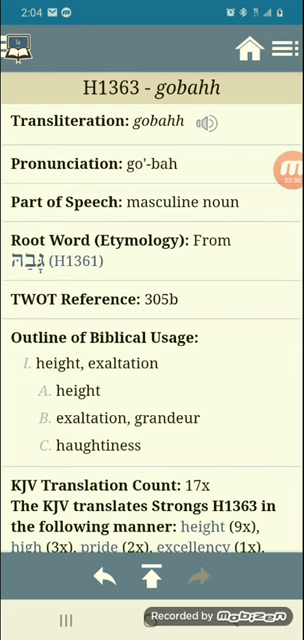 2:04
H1363 - gobahh
Transliteration: gobahh
Pronunciation: go'-bah
33:30
Part of Speech: masculine noun
Root Word (Etymology): From
גָּבַהּ (H1361)
TWOT Reference: 305b
Outline of Biblical Usage:
I. height, exaltation
A. height
B. exaltation, grandeur
C. haughtiness
KJV Translation Count: 17x
The KJV translates Strongs H1363 in
the following manner: height (9x),
high (3x), pride (2x), excellency (1x),
Recorded by Mobizen